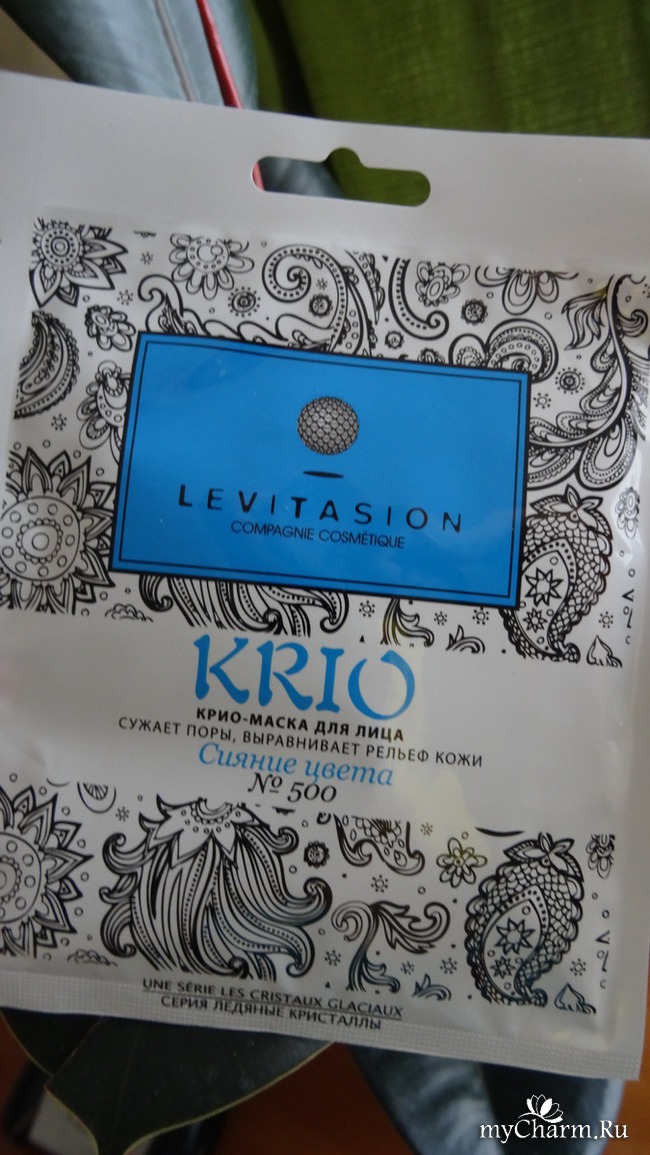 LEVITASION
COMPAGNIE COSMÉTIQUE
KRIO
КРИО-МАСКА ДЛЯ ЛИЦА
СУЖАЕТ ПОРЫ, ВЫРАВНИВАЕТ РЕЛЬЕФ КОЖИ
Сияние цвета
№ 500
UNE SÉRIE LES CRISTAUX GLACIAUX
СЕРИЯ ЛЕДЯНЫЕ КРИСТАЛЛЫ
myCharm.Ru